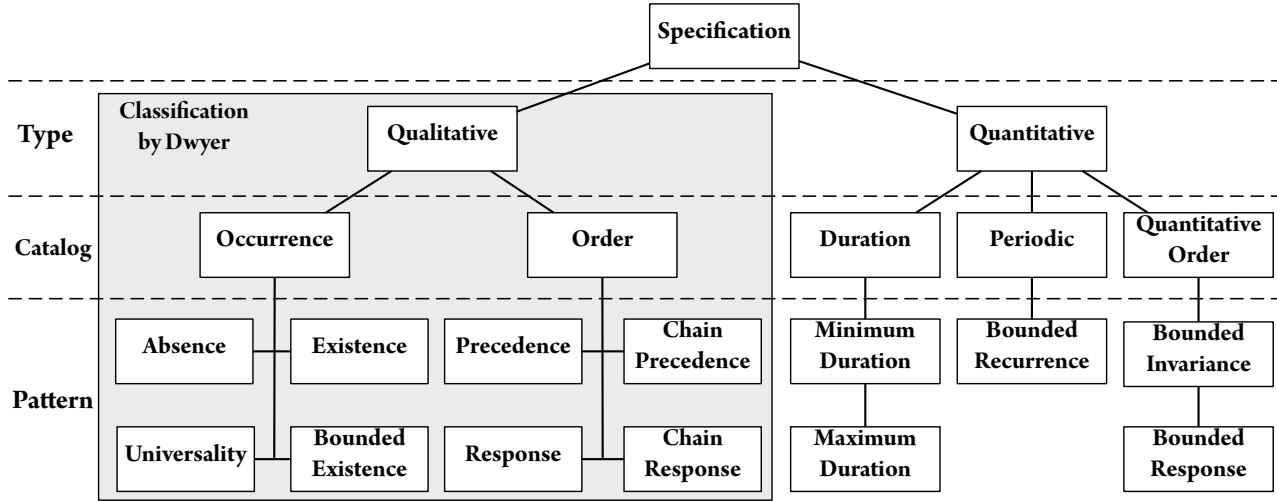 Specification
Classification
by Dwyer
Type
Qualitative
Quantitative
Catalog
Occurrence
Order
Duration
Periodic
Quantitative
Order
Pattern
Absence
Existence
Precedence
Chain
Precedence
Minimum
Duration
Bounded
Recurrence
Bounded
Invariance
Universality
Bounded
Existence
Response
Chain
Response
Maximum
Duration
Bounded
Response